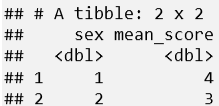 ## # A tibble: 2 x 2
##     sex mean_score
##   <dbl>      <dbl>
## 1     1          4
## 2     2          3